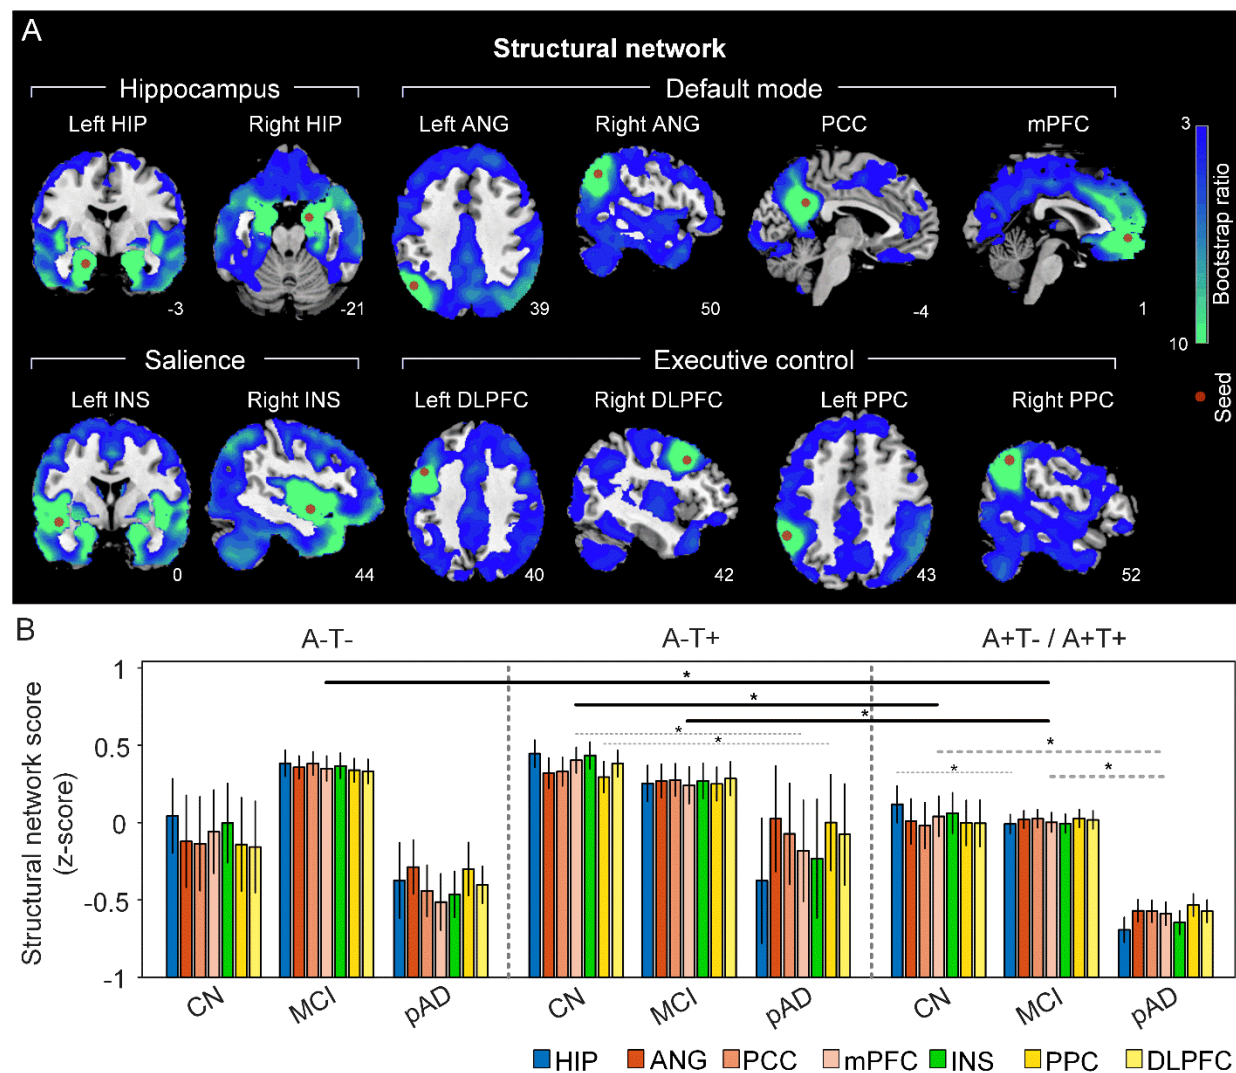 A
Structural network
Hippocampus Default mode
Left HIP Right HIP Left ANG Right ANG PCC mPFC
3
Bootstrap ratio
10
-3 -21 39 50 -4 1
Salience Executive control
Left INS Right INS Left DLPFC Right DLPFC Left PPC Right PPC
Seed
0 44 40 42 43 52
B
A-T- A-T+ A+T- / A+T+
Structural network score
(z-score)
1
0.5
0
-0.5
-1
* * * * * * * *
CN MCI pAD CN MCI pAD CN MCI pAD
HIP ANG PCC mPFC INS PPC DLPFC